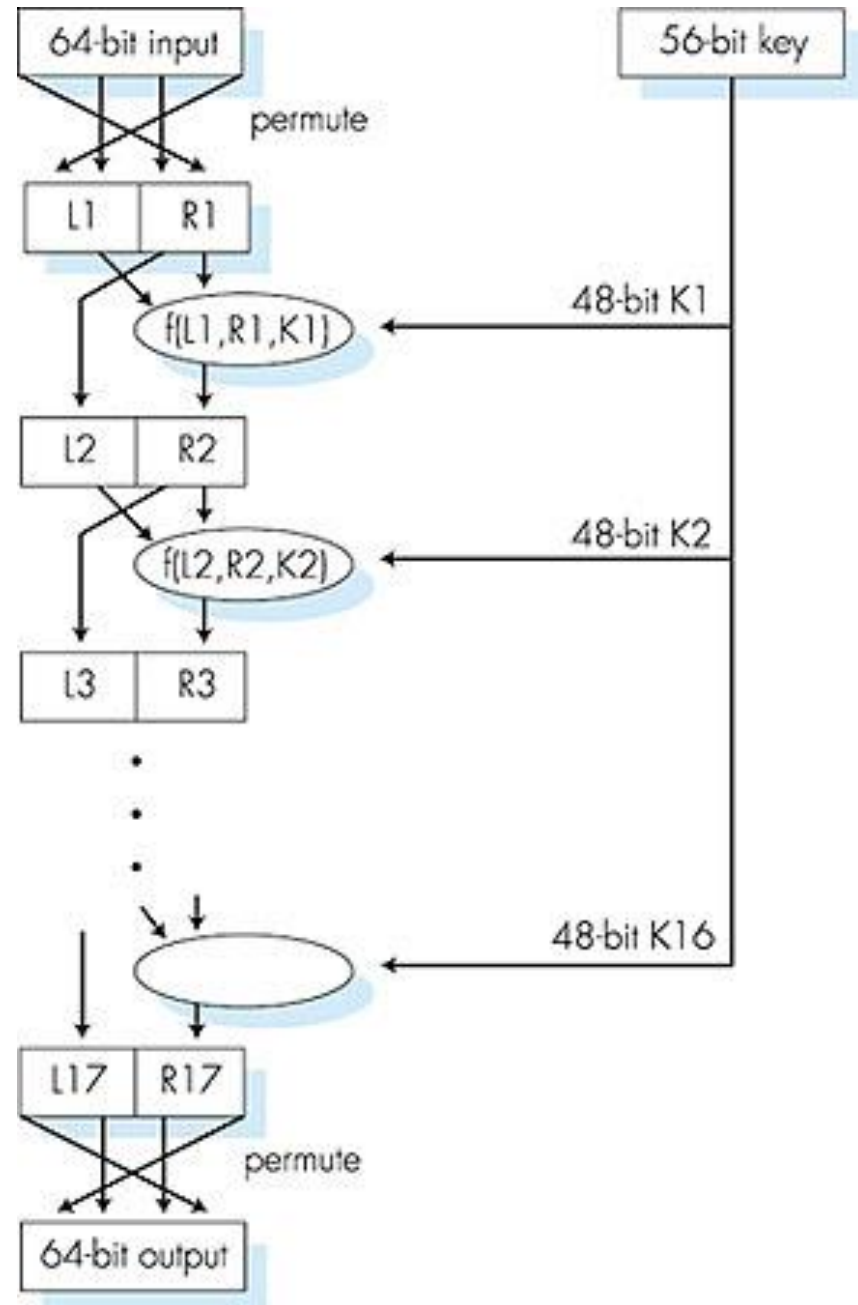 64-bit input
56-bit key
permute
L1 R1
48-bit K1
f(L1,R1,K1)
L2 R2
48-bit K2
f(L2,R2,K2)
L3 R3
48-bit K16
L17 R17
permute
64-bit output